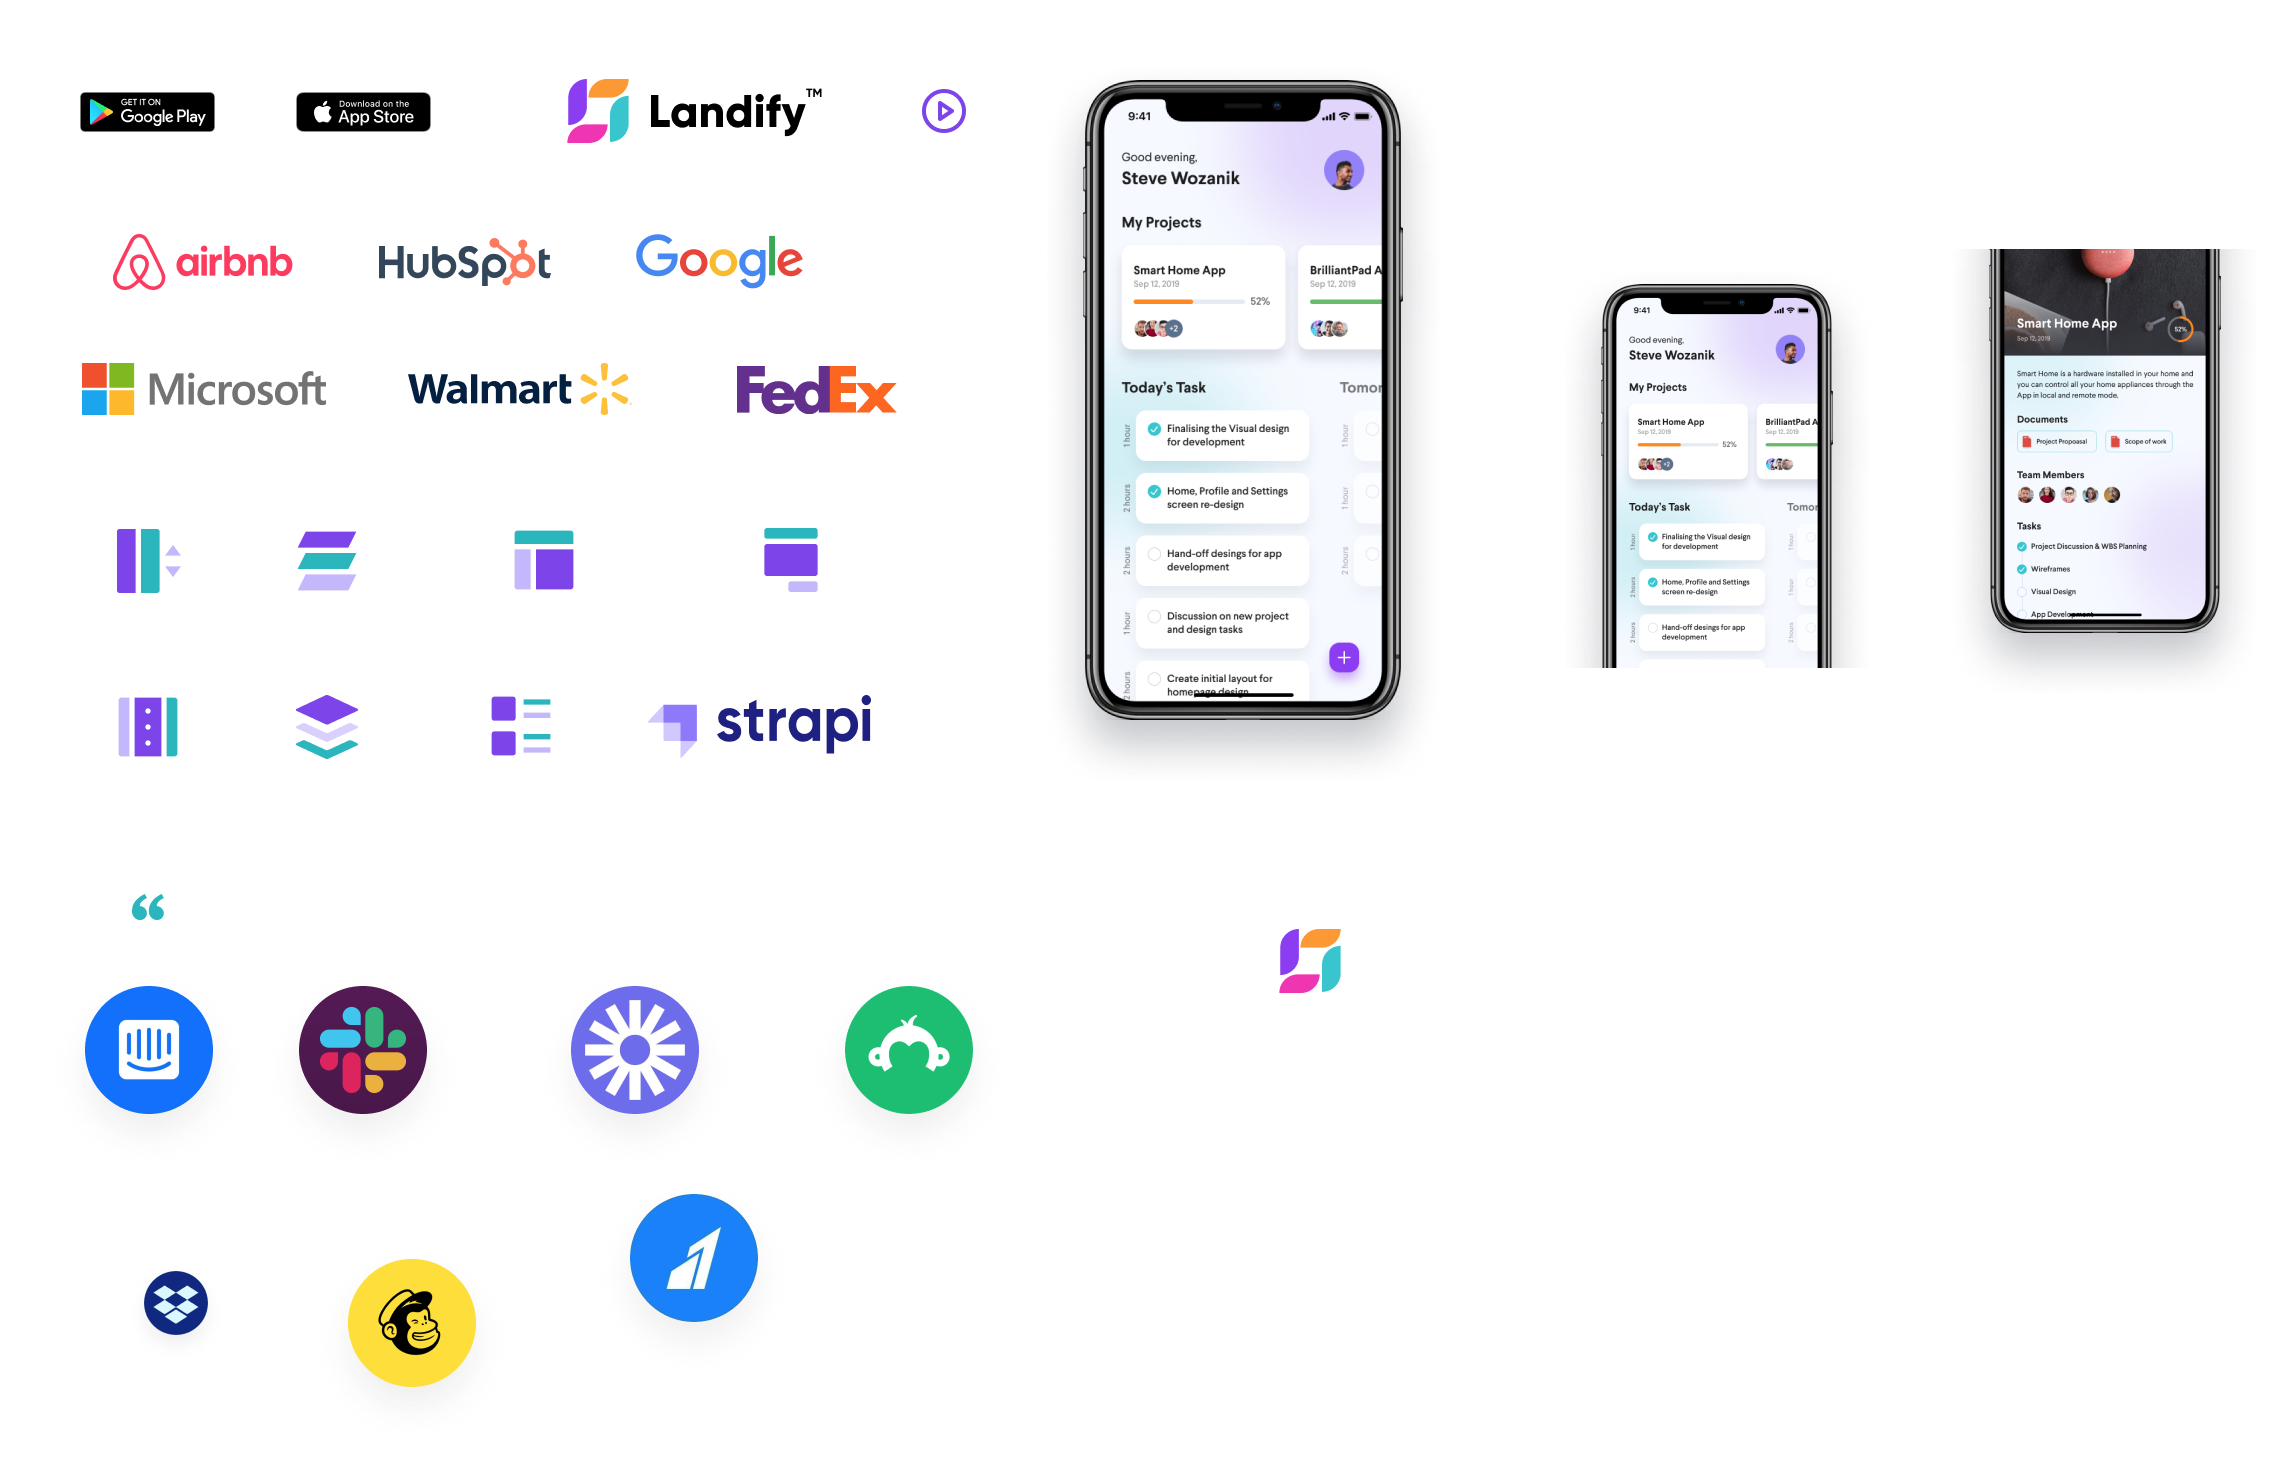 GET IT ON
Google Play
Download on the
App Store
Landify™
airbnb
HubSpot
Google
Microsoft
Walmart
FedEx
strapi
“
9:41
Good evening,
Steve Wozanik
My Projects
Smart Home App
Sep 12, 2019
52%
+2
BrilliantPad A
Sep 12, 2019
Today's Task
Tomor
1 hour
Finalising the Visual design
for development
1 hour
2 hours
Home, Profile and Settings
screen re-design
1 hour
2 hours
Hand-off desings for app
development
2 hours
1 hour
Discussion on new project
and design tasks
2 hours
Create initial layout for
homepage design
9:41
Good evening,
Steve Wozanik
My Projects
Smart Home App
Sep 12, 2019
52%
+2
BrilliantPad A
Sep 12, 2019
Today's Task
Tomor
1 hour
Finalising the Visual design
for development
1 hour
2 hours
Home, Profile and Settings
screen re-design
1 hour
2 hours
Hand-off desings for app
development
2 hours
Smart Home App
Sep 12, 2019
52%
Smart Home is a hardware installed in your home and
you can control all your home appliances through the
App in local and remote mode.
Documents
Project Propoasal
Scope of work
Team Members
Tasks
Project Discussion & WBS Planning
Wireframes
Visual Design
App Development